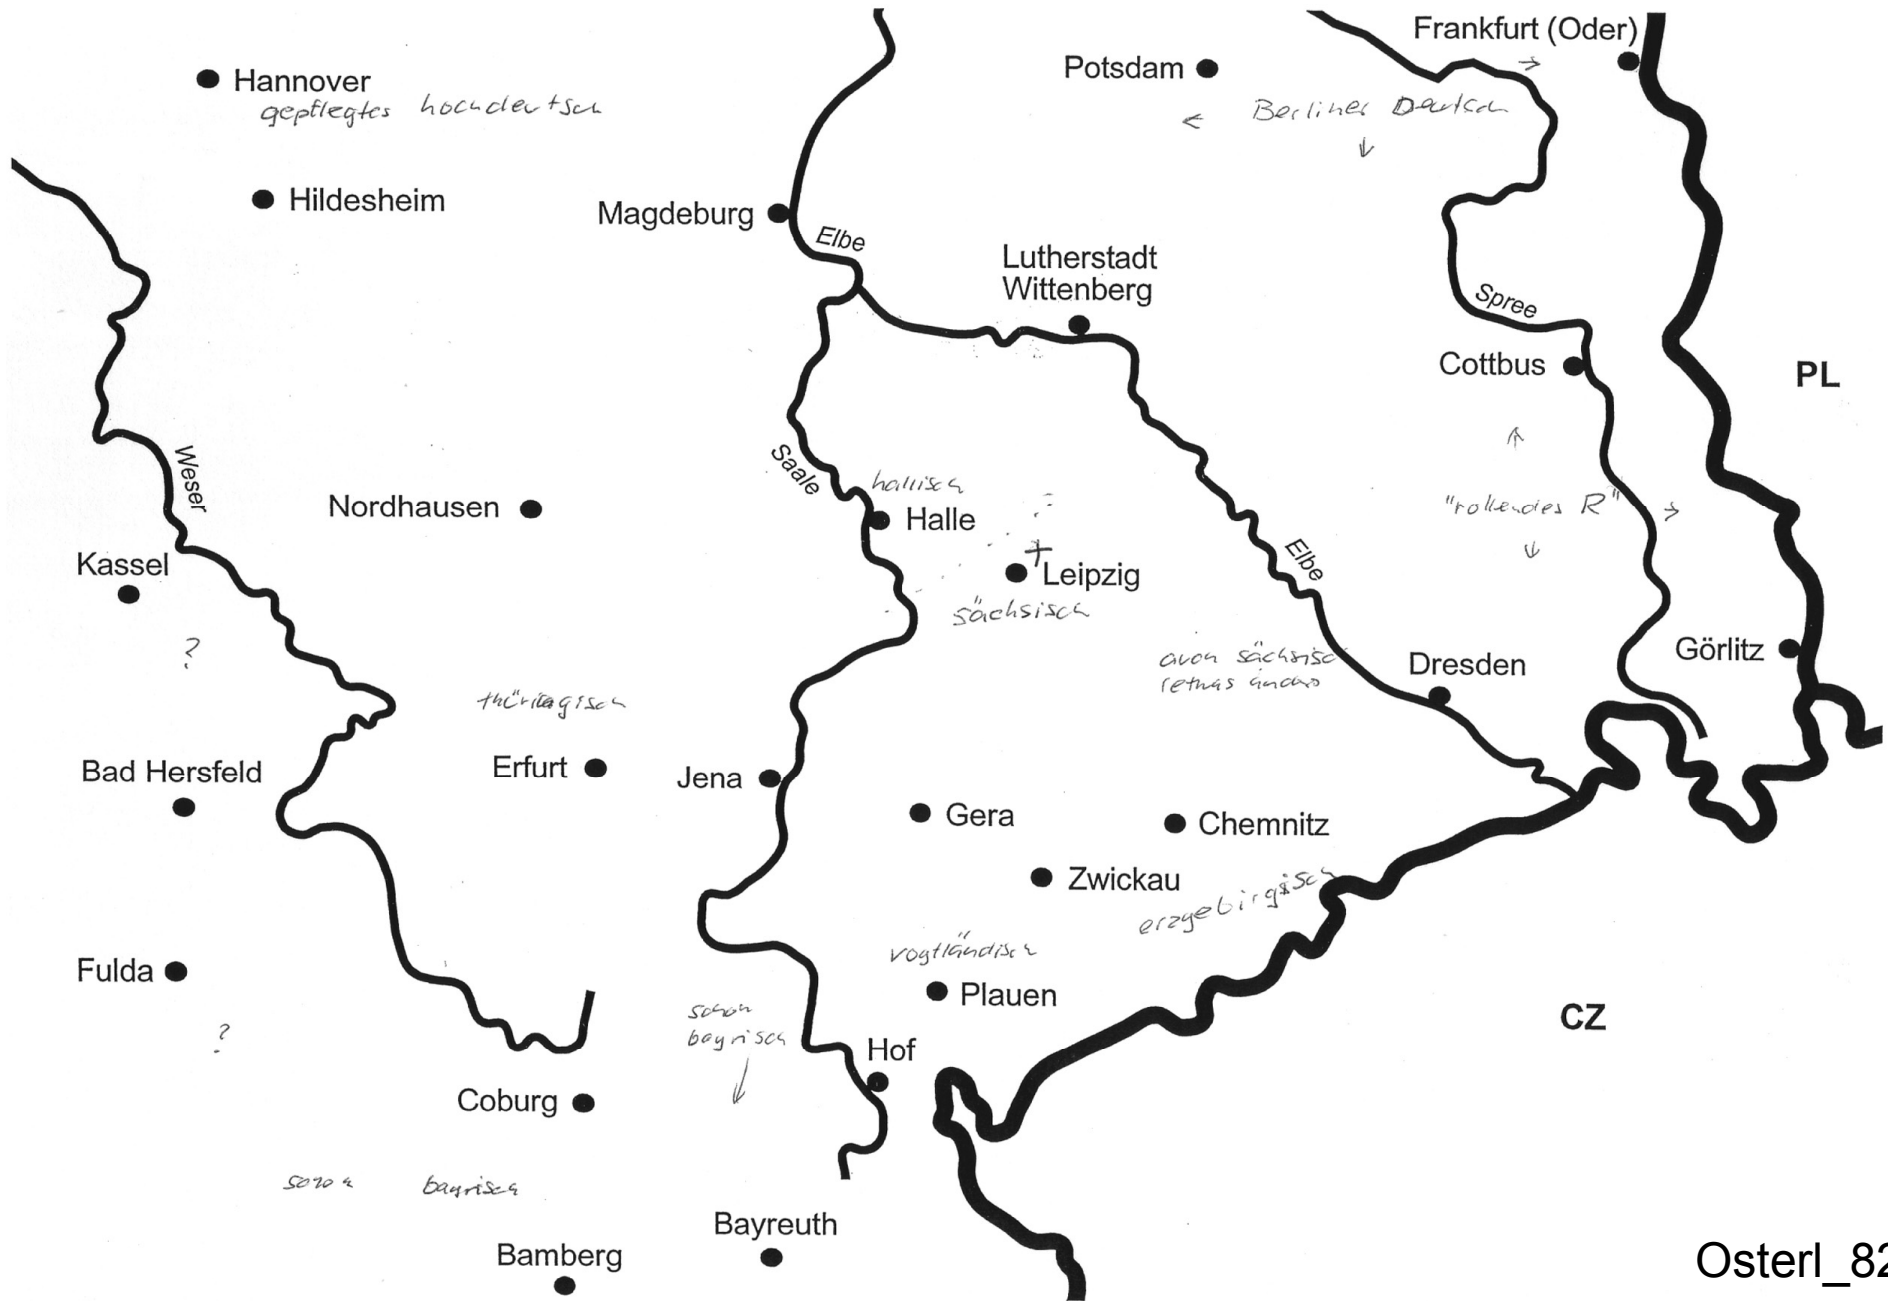 Frankfurt (Oder)
Potsdam
Hannover
gepflegtes hochdeutsch
← Berliner Deutsch
Hildesheim
Magdeburg
Elbe
Lutherstadt
Wittenberg
Spree
Cottbus
PL
Weser
Saale
hallisch
Nordhausen
Halle
"rollendes R" →
Kassel
Elbe
Leipzig
sächsisch
?
auch sächsisch
(etwas anders
Dresden
Görlitz
thüringisch
Bad Hersfeld
Erfurt
Jena
Gera
Chemnitz
Zwickau
erzgebirgisch
vogtländisch
Fulda
Plauen
schon
bayrisch
CZ
?
Hof
Coburg
schon bayrisch
Bayreuth
Bamberg
Osterl_82